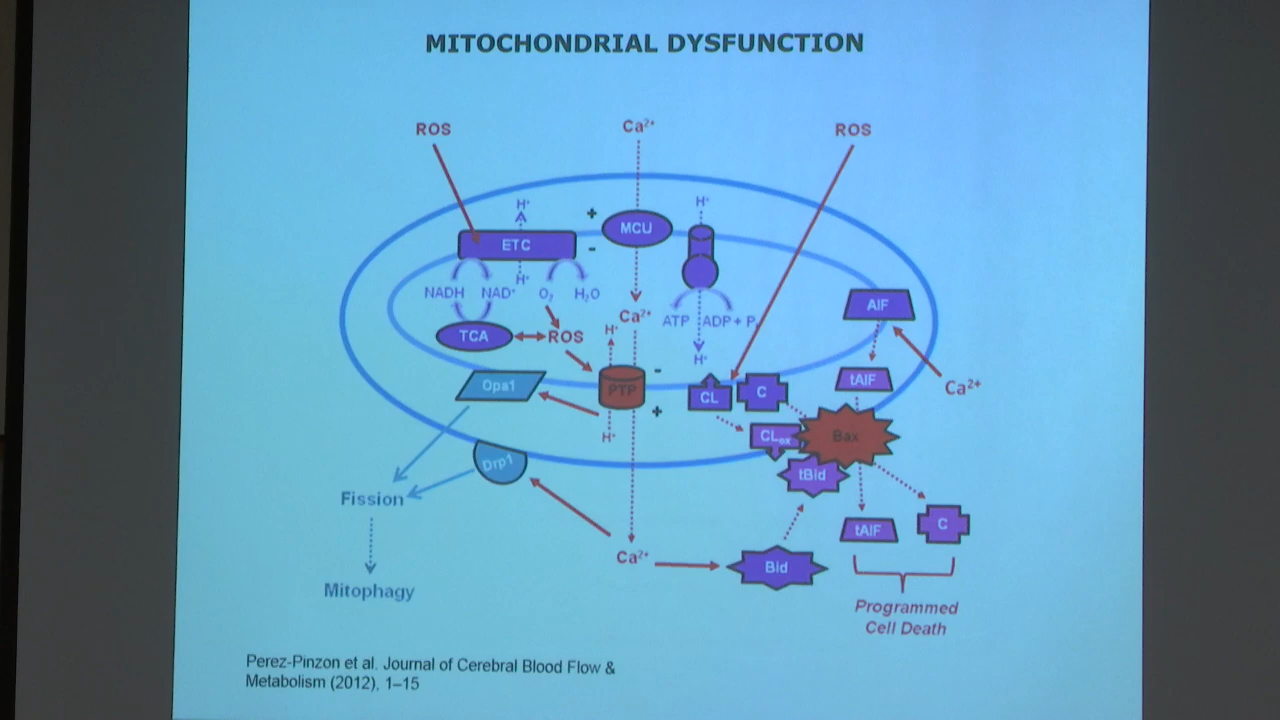 MITOCHONDRIAL DYSFUNCTION
ROS
Ca²⁺
ROS
H⁺
H⁺
+
MCU
ETC
-
H⁺
NADH
NAD⁺
O₂
H₂O
AIF
Ca²⁺
ATP
ADP + Pᵢ
TCA
ROS
H⁺
H⁺
-
tAIF
Ca²⁺
Opa1
PTP
CL
C
+
H⁺
CLox
Bax
Drp1
tBid
Fission
tAIF
C
Ca²⁺
Bid
Mitophagy
Programmed
Cell Death
Perez-Pinzon et al. Journal of Cerebral Blood Flow &
Metabolism (2012), 1–15